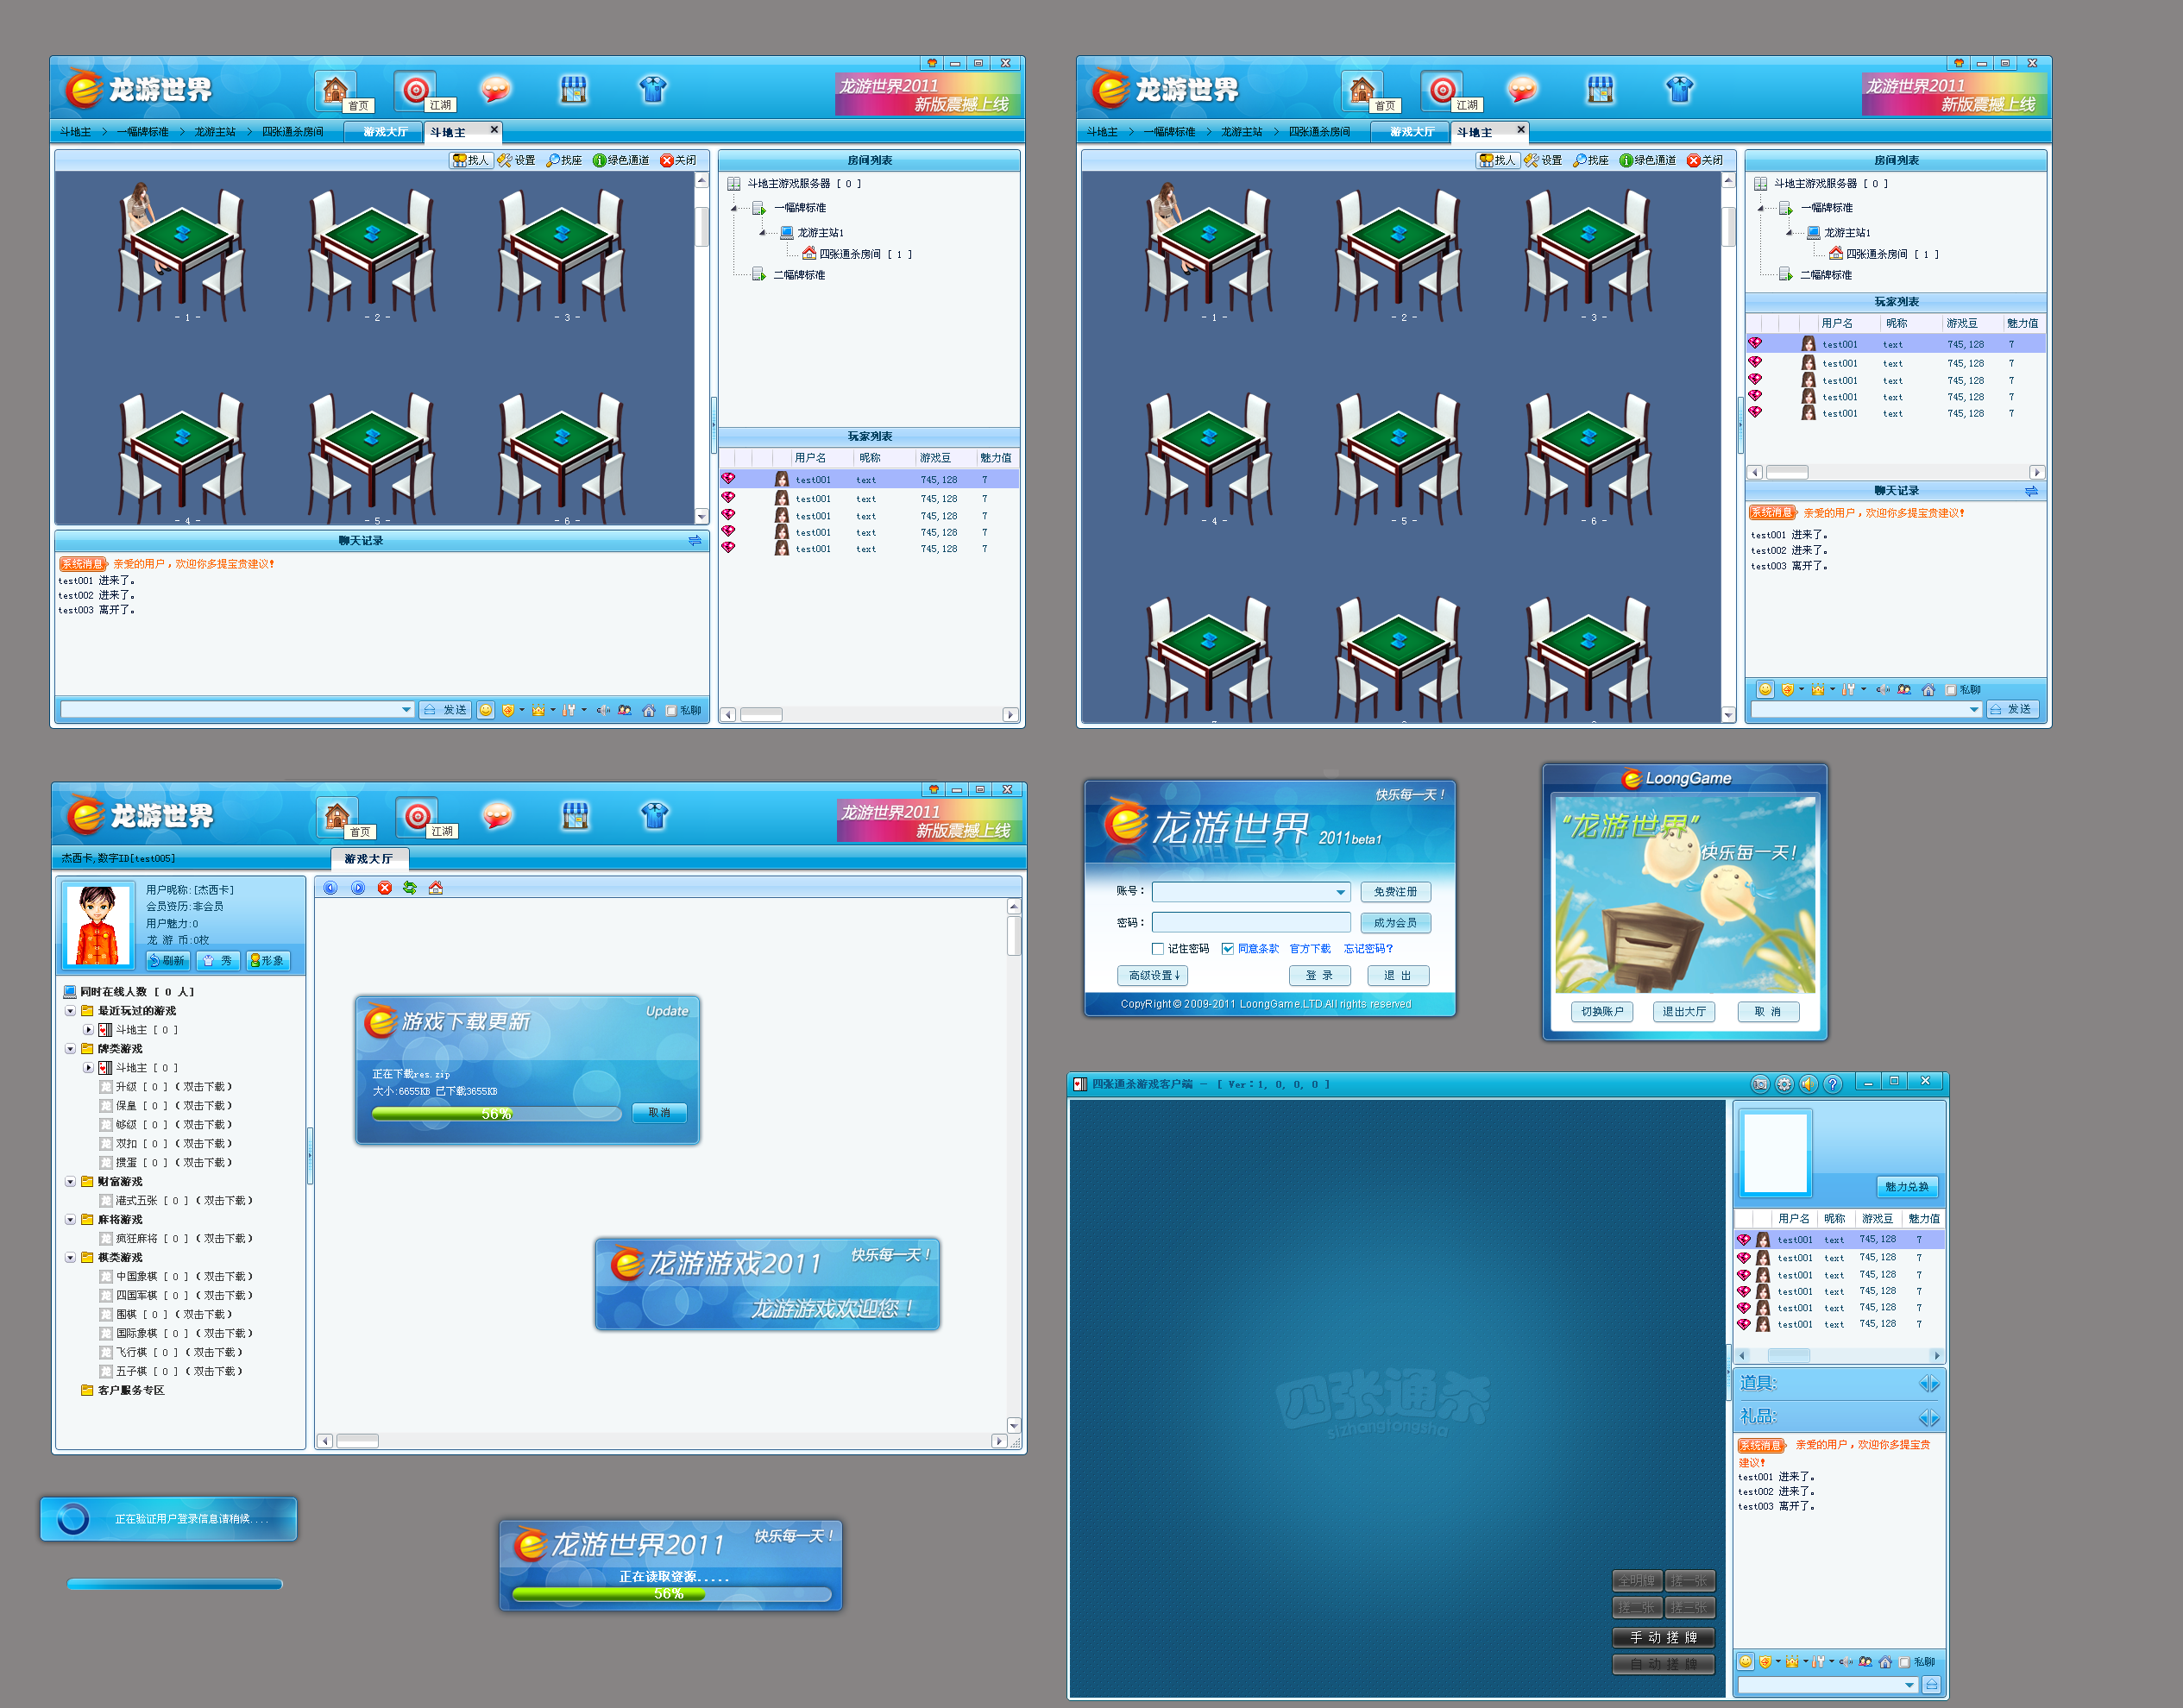 龙游世界
首页
江湖
龙游世界2011
新版震撼上线
斗地主 > 一幅牌标准 > 龙游主站 > 四张通杀房间
游戏大厅
斗地主
找人 设置 找座 绿色通道 关闭
- 1 -
- 2 -
- 3 -
- 4 -
- 5 -
- 6 -
房间列表
斗地主游戏服务器 [ 0 ]
一幅牌标准
龙游主站1
四张通杀房间 [ 1 ]
二幅牌标准
玩家列表
用户名 昵称 游戏豆 魅力值
test001 text 745,128 7
test001 text 745,128 7
test001 text 745,128 7
test001 text 745,128 7
test001 text 745,128 7
聊天记录
系统消息 亲爱的用户，欢迎你多提宝贵建议！
test001 进来了。
test002 进来了。
test003 离开了。
发送
私聊
龙游世界
首页
江湖
龙游世界2011
新版震撼上线
斗地主 > 一幅牌标准 > 龙游主站 > 四张通杀房间
游戏大厅
斗地主
找人 设置 找座 绿色通道 关闭
- 1 -
- 2 -
- 3 -
- 4 -
- 5 -
- 6 -
房间列表
斗地主游戏服务器 [ 0 ]
一幅牌标准
龙游主站1
四张通杀房间 [ 1 ]
二幅牌标准
玩家列表
用户名 昵称 游戏豆 魅力值
test001 text 745,128 7
test001 text 745,128 7
test001 text 745,128 7
test001 text 745,128 7
test001 text 745,128 7
聊天记录
系统消息 亲爱的用户，欢迎你多提宝贵建议！
test001 进来了。
test002 进来了。
test003 离开了。
私聊
发送
龙游世界
首页
江湖
龙游世界2011
新版震撼上线
杰西卡,数字ID[test005]
游戏大厅
用户昵称:[杰西卡]
会员资历:非会员
用户魅力:0
龙 游 币:0枚
刷新 秀 形象
同时在线人数 [ 0 人]
最近玩过的游戏
斗地主 [ 0 ]
牌类游戏
斗地主 [ 0 ]
龙 升级 [ 0 ] (双击下载)
龙 保皇 [ 0 ] (双击下载)
龙 够级 [ 0 ] (双击下载)
龙 双扣 [ 0 ] (双击下载)
龙 掼蛋 [ 0 ] (双击下载)
财富游戏
龙 港式五张 [ 0 ] (双击下载)
麻将游戏
龙 疯狂麻将 [ 0 ] (双击下载)
棋类游戏
龙 中国象棋 [ 0 ] (双击下载)
龙 四国军棋 [ 0 ] (双击下载)
龙 围棋 [ 0 ] (双击下载)
龙 国际象棋 [ 0 ] (双击下载)
龙 飞行棋 [ 0 ] (双击下载)
龙 五子棋 [ 0 ] (双击下载)
客户服务专区
游戏下载更新
Update
正在下载res.zip
大小:6655KB 已下载3655KB
56%
取消
龙游游戏2011
快乐每一天！
龙游游戏欢迎您！
快乐每一天！
龙游世界 2011beta1
账号：
免费注册
密码：
成为会员
记住密码 同意条款 官方下载 忘记密码?
高级设置↓
登 录
退 出
CopyRight © 2009-2011 LoongGame.LTD.All rights reserved
LoongGame
“龙游世界”
快乐每一天！
切换账户
退出大厅
取 消
四张通杀游戏客户端 - [ Ver：1, 0, 0, 0 ]
四张通杀
sizhangtongsha
全明牌 搓一张
搓二张 搓三张
手动搓牌
自动搓牌
魅力兑换
用户名 昵称 游戏豆 魅力值
test001 text 745,128 7
test001 text 745,128 7
test001 text 745,128 7
test001 text 745,128 7
test001 text 745,128 7
test001 text 745,128 7
道具:
礼品:
系统消息 亲爱的用户，欢迎你多提宝贵
建议！
test001 进来了。
test002 进来了。
test003 离开了。
私聊
正在验证用户登录信息请稍候....
龙游世界2011
快乐每一天！
正在读取资源.....
56%